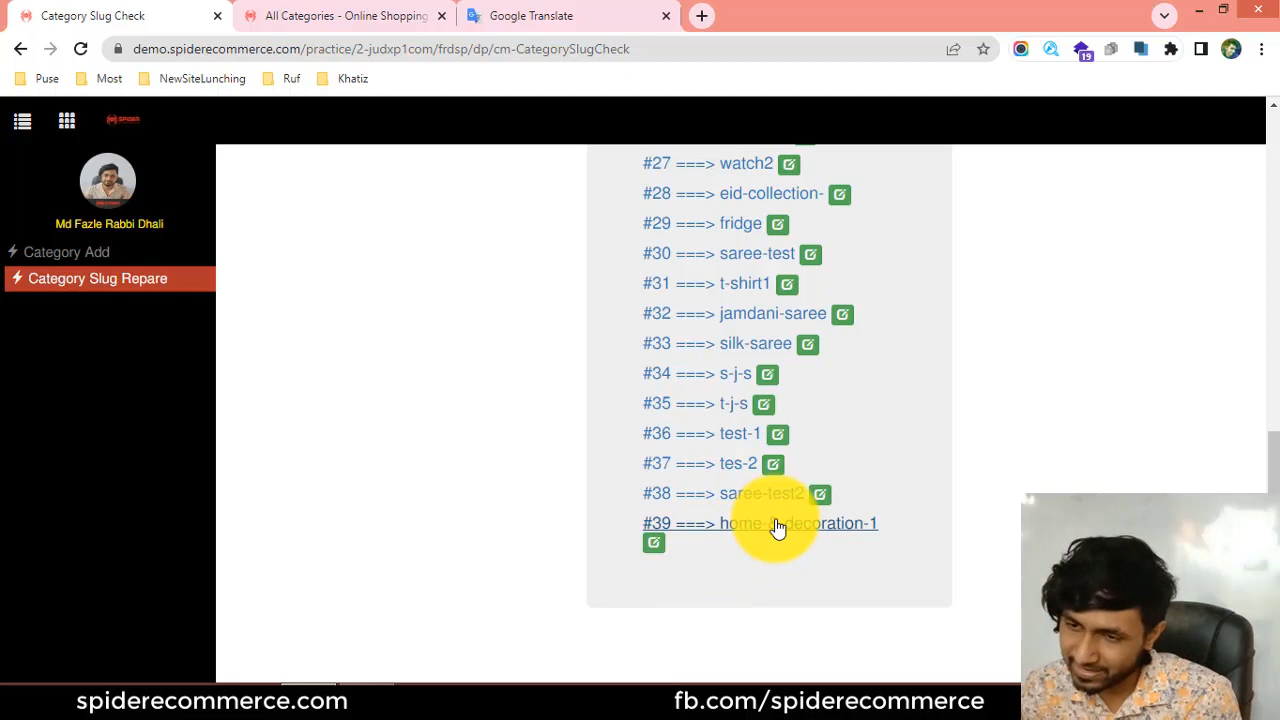 Category Slug Check
All Categories - Online Shopping
Google Translate
demo.spiderecommerce.com/practice/2-judxp1com/frdsp/dp/cm-CategorySlugCheck
19
Puse
Most
NewSiteLunching
Ruf
Khatiz
SPIDER
Md Fazle Rabbi Dhali
Category Add
Category Slug Repare
#27 ===> watch2
#28 ===> eid-collection-
#29 ===> fridge
#30 ===> saree-test
#31 ===> t-shirt1
#32 ===> jamdani-saree
#33 ===> silk-saree
#34 ===> s-j-s
#35 ===> t-j-s
#36 ===> test-1
#37 ===> tes-2
#38 ===> saree-test2
#39 ===> home-&-decoration-1
spiderecommerce.com
fb.com/spiderecommerce